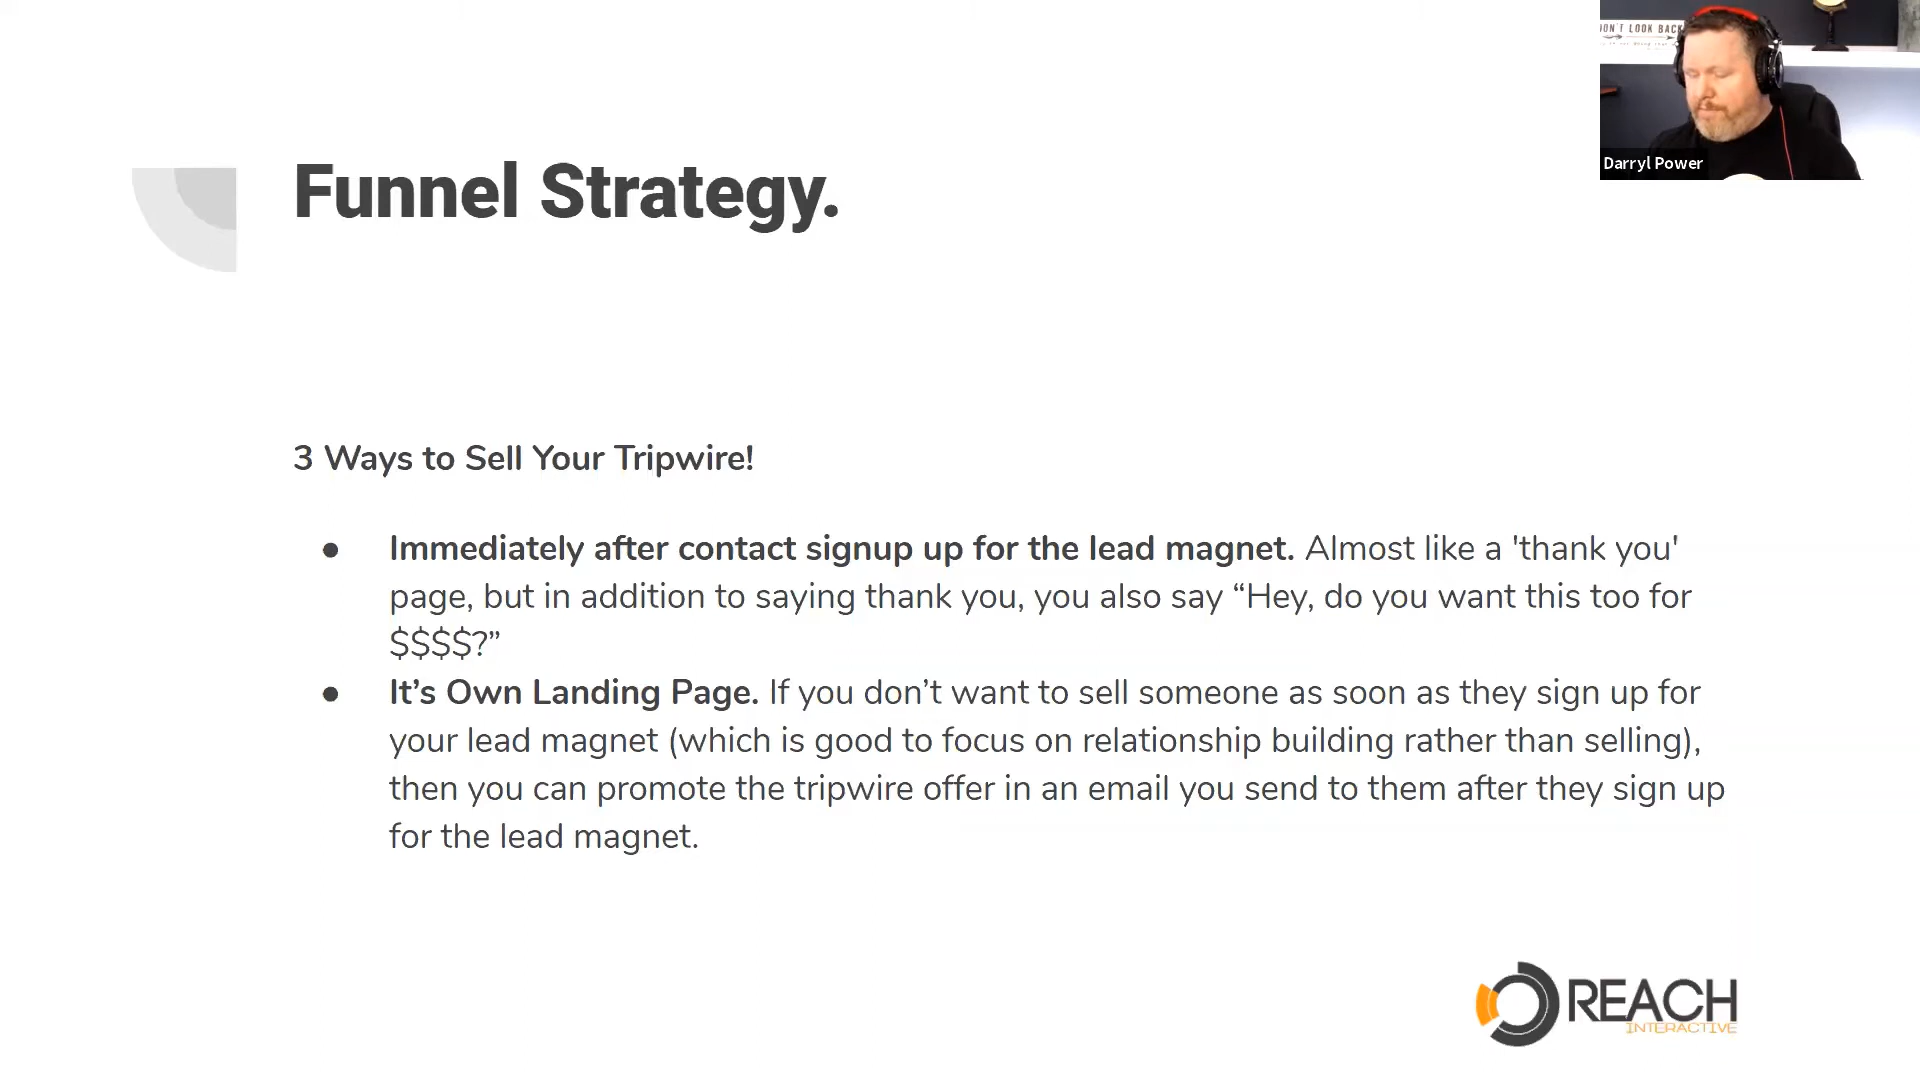 ON'T LOOK BACK
Darryl Power
Funnel Strategy.
3 Ways to Sell Your Tripwire!
● Immediately after contact signup up for the lead magnet. Almost like a 'thank you'
page, but in addition to saying thank you, you also say “Hey, do you want this too for
$$$$?”
● It’s Own Landing Page. If you don’t want to sell someone as soon as they sign up for
your lead magnet (which is good to focus on relationship building rather than selling),
then you can promote the tripwire offer in an email you send to them after they sign up
for the lead magnet.
REACH
INTERACTIVE